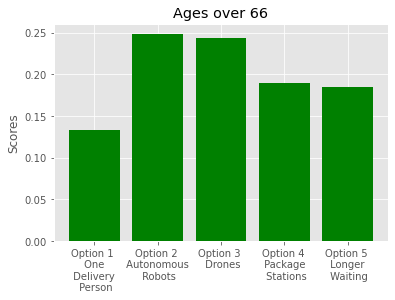 Ages over 66
Scores
0.25
0.20
0.15
0.10
0.05
0.00
Option 1
One
Delivery
Person
Option 2
Autonomous
Robots
Option 3
Drones
Option 4
Package
Stations
Option 5
Longer
Waiting